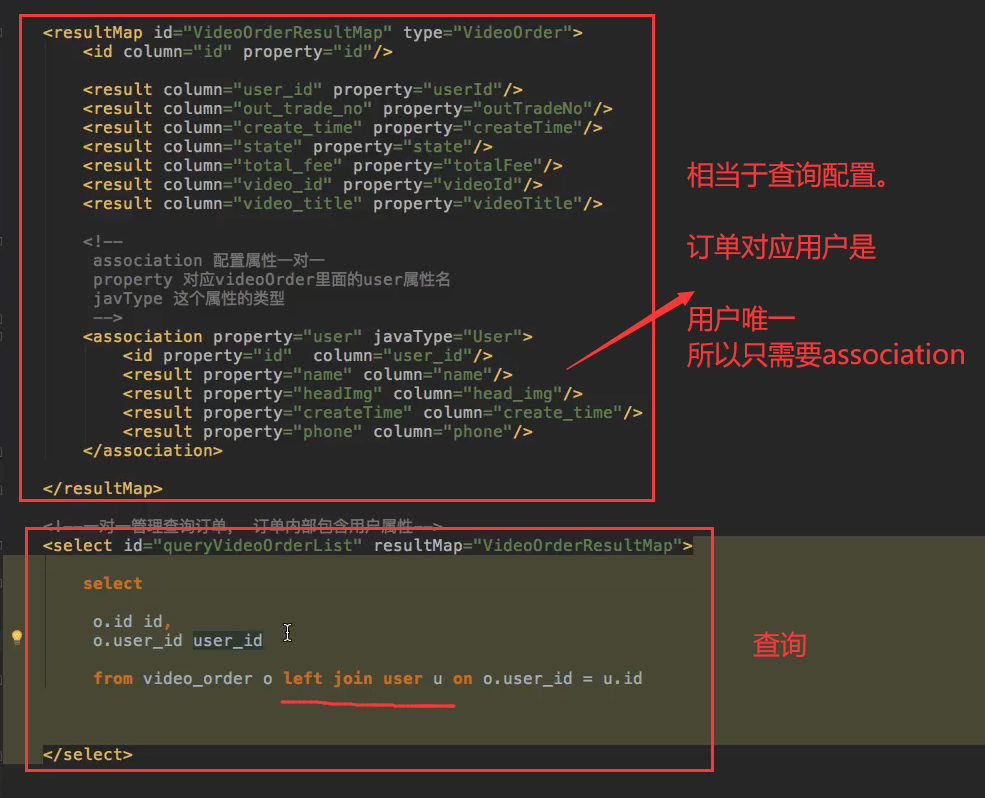 <resultMap id="VideoOrderResultMap" type="VideoOrder">
<id column="id" property="id"/>
<result column="user_id" property="userId"/>
<result column="out_trade_no" property="outTradeNo"/>
<result column="create_time" property="createTime"/>
<result column="state" property="state"/>
<result column="total_fee" property="totalFee"/>
<result column="video_id" property="videoId"/>
<result column="video_title" property="videoTitle"/>
<!--
association 配置属性一对一
property 对应videoOrder里面的user属性名
javType 这个属性的类型
-->
<association property="user" javaType="User">
<id property="id" column="user_id"/>
<result property="name" column="name"/>
<result property="headImg" column="head_img"/>
<result property="createTime" column="create_time"/>
<result property="phone" column="phone"/>
</association>
</resultMap>
相当于查询配置。
订单对应用户是
用户唯一
所以只需要association
<!--一对一管理查询订单， 订单内部包含用户属性-->
<select id="queryVideoOrderList" resultMap="VideoOrderResultMap">
select
o.id id,
o.user_id user_id
from video_order o left join user u on o.user_id = u.id
</select>
查询